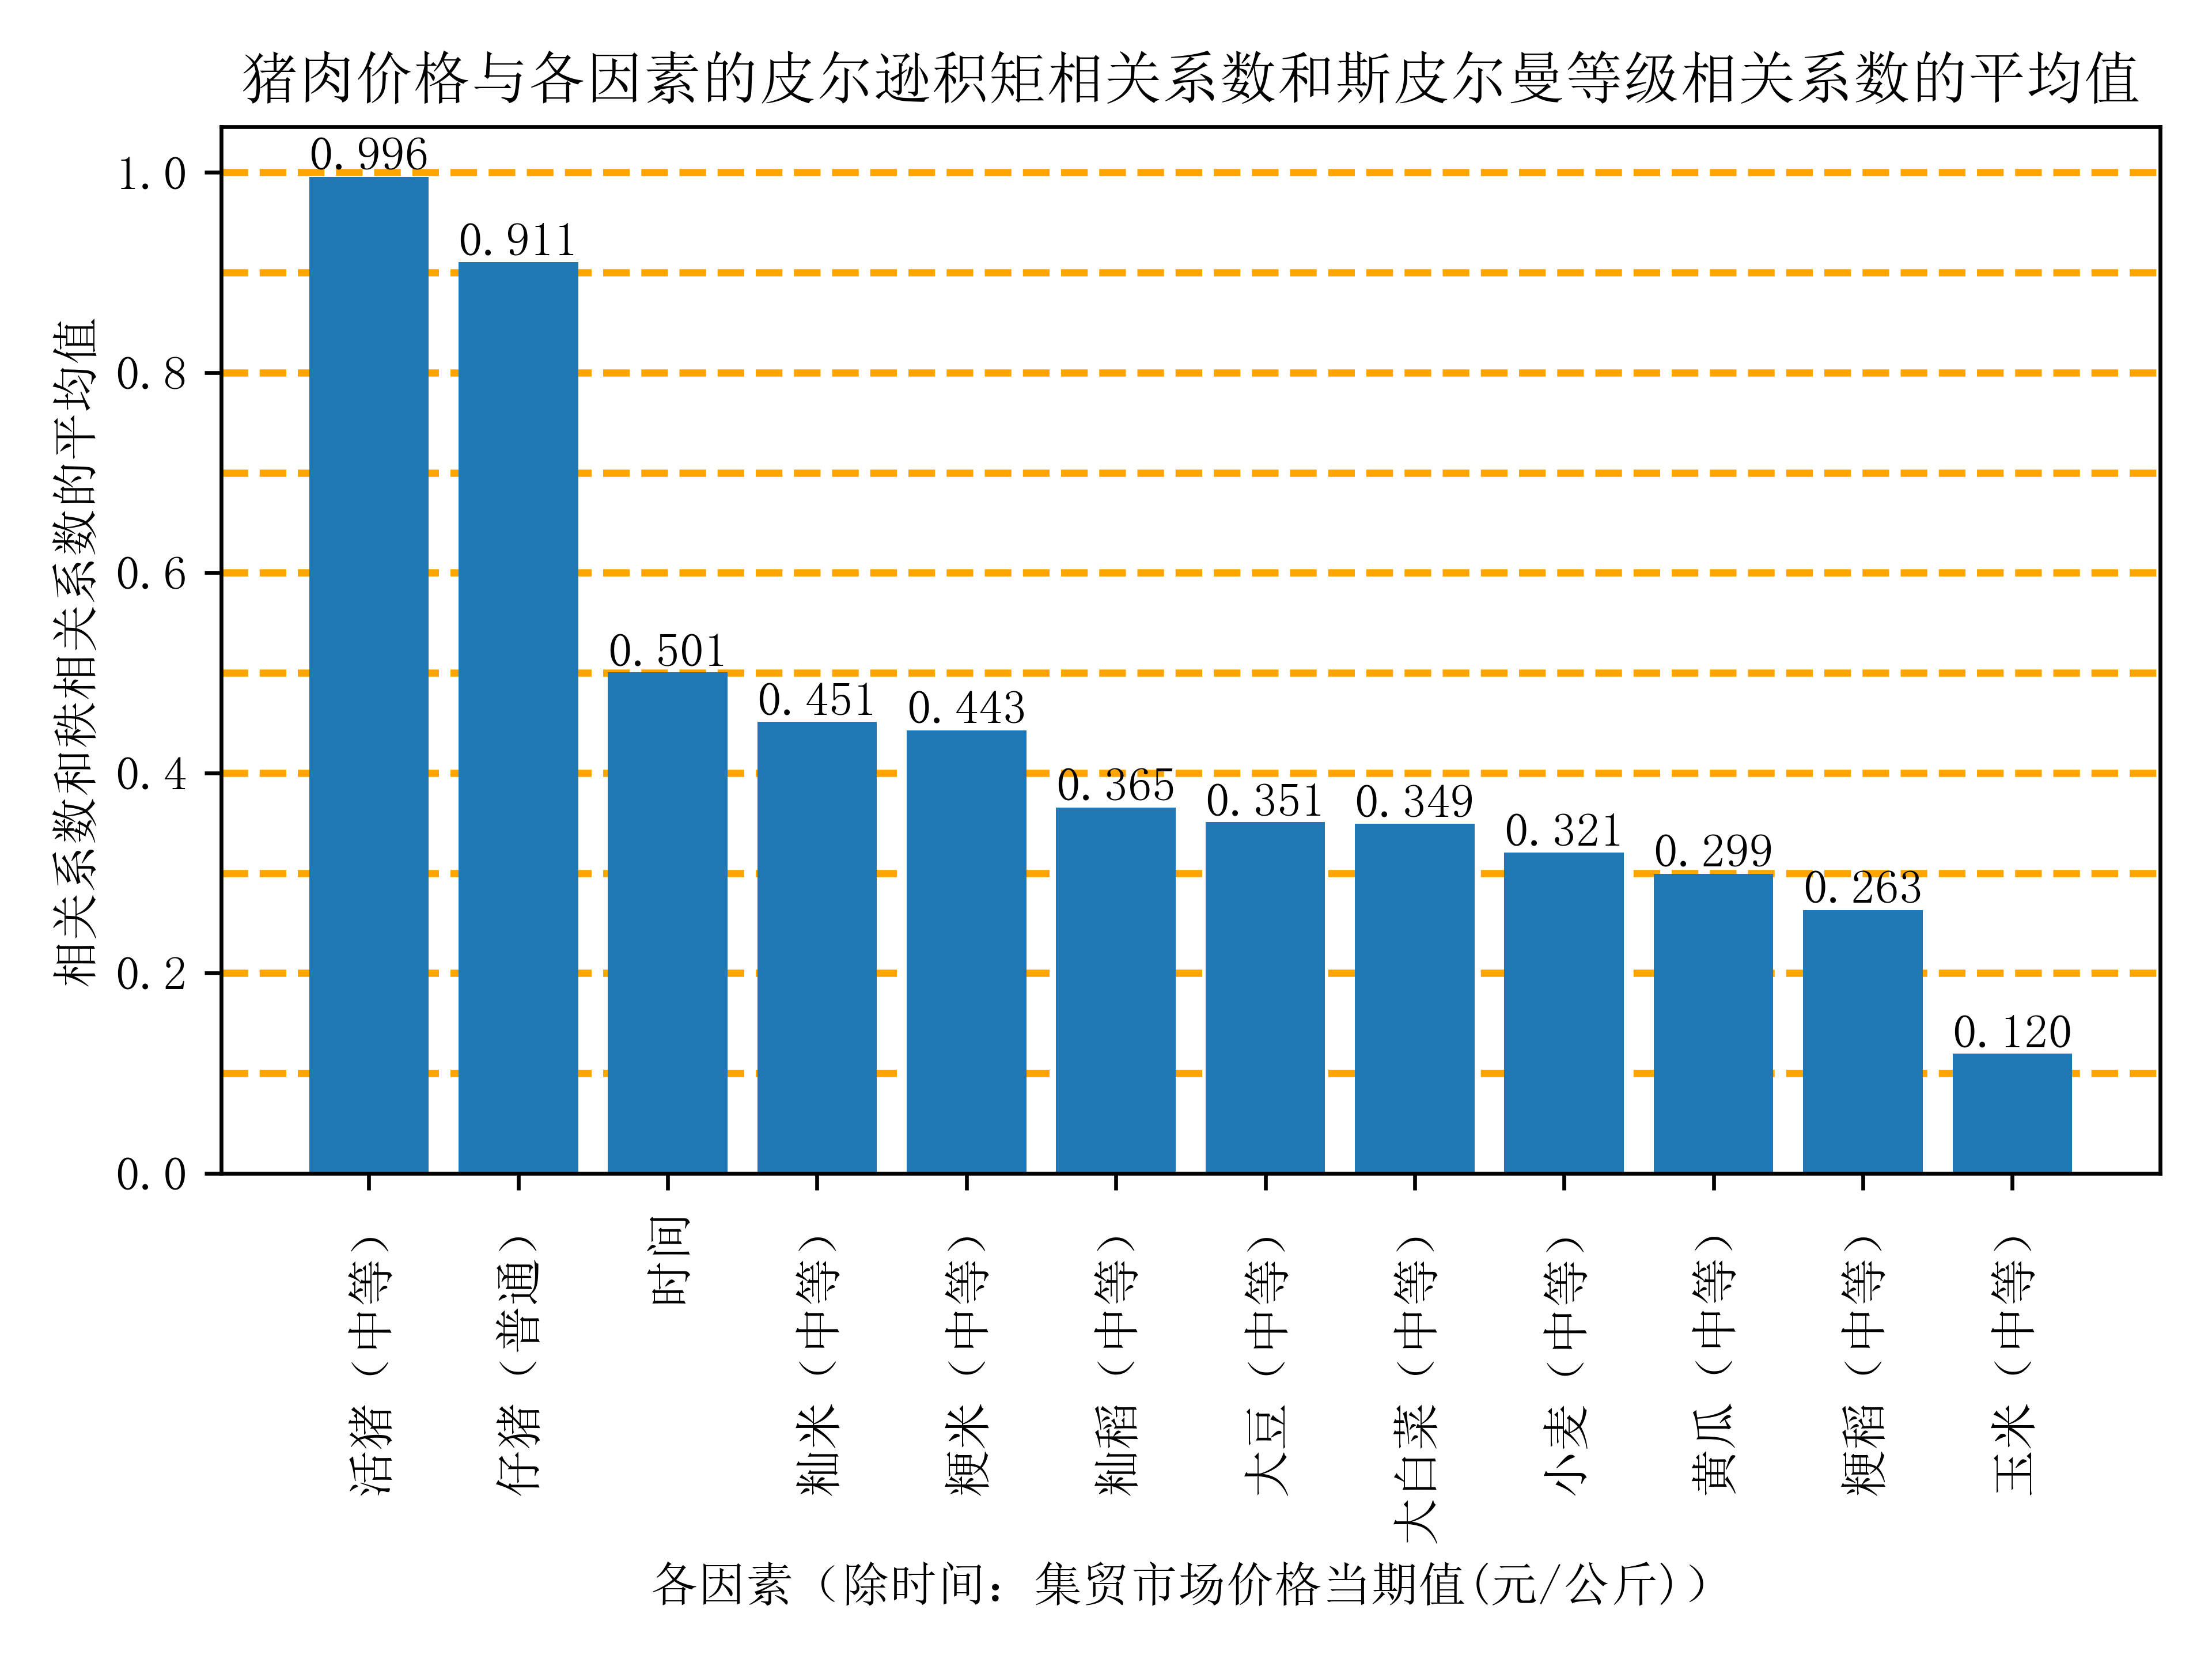 猪肉价格与各因素的皮尔逊积矩相关系数和斯皮尔曼等级相关系数的平均值
相关系数和秩相关系数的平均值
1.0
0.8
0.6
0.4
0.2
0.0
0.996
0.911
0.501
0.451
0.443
0.365
0.351
0.349
0.321
0.299
0.263
0.120
活猪（中等）
仔猪（普通）
时间
籼米（中等）
粳米（中等）
籼稻（中等）
大豆（中等）
大白菜（中等）
小麦（中等）
黄瓜（中等）
粳稻（中等）
玉米（中等）
各因素（除时间：集贸市场价格当期值(元/公斤)）